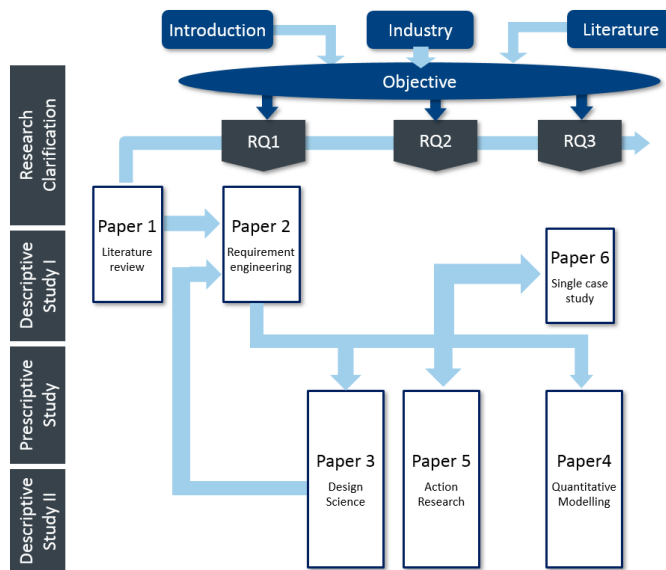 Introduction
Industry
Literature
Objective
Research
Clarification
RQ1
RQ2
RQ3
Paper 1
Literature
review
Paper 2
Requirement
engineering
Descriptive
Study I
Paper 6
Single case
study
Prescriptive
Study
Paper 3
Design
Science
Paper 5
Action
Research
Paper4
Quantitative
Modelling
Descriptive
Study II